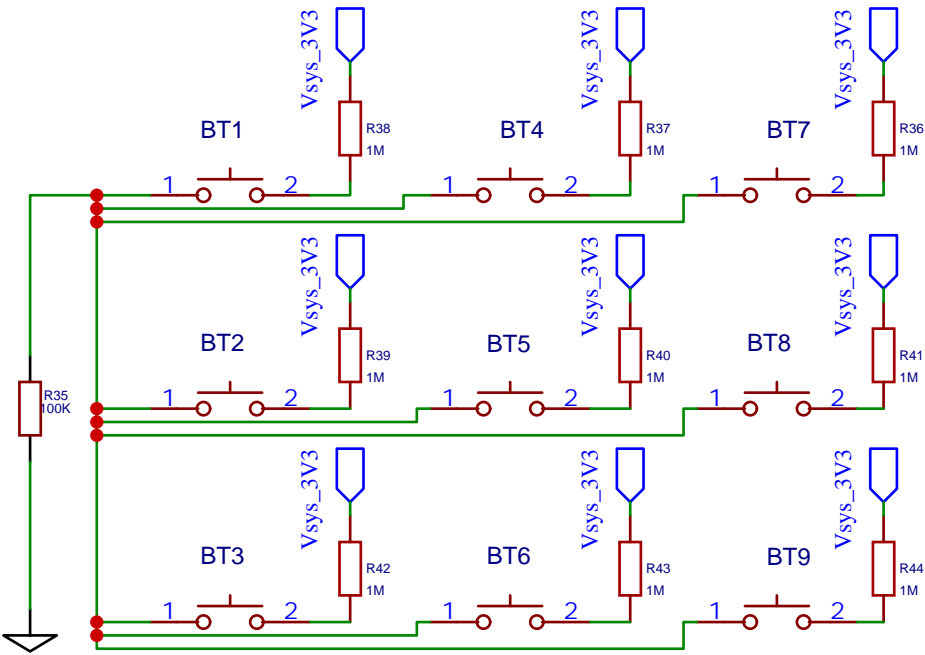 Vsys_3V3
Vsys_3V3
Vsys_3V3
BT1
R38
1M
BT4
R37
1M
BT7
R36
1M
1
2
1
2
1
2
Vsys_3V3
Vsys_3V3
Vsys_3V3
BT2
R39
1M
BT5
R40
1M
BT8
R41
1M
R35
100K
1
2
1
2
1
2
Vsys_3V3
Vsys_3V3
Vsys_3V3
BT3
R42
1M
BT6
R43
1M
BT9
R44
1M
1
2
1
2
1
2